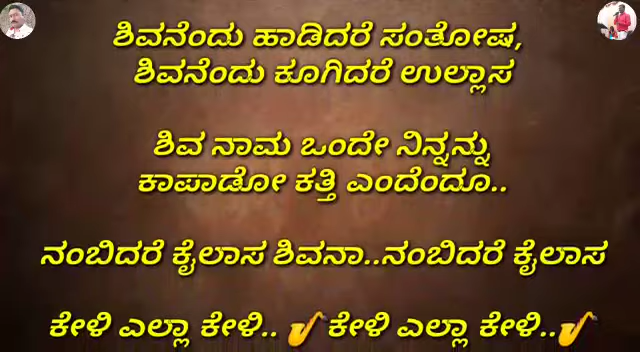 ಶಿವನೆಂದು ಹಾಡಿದರೆ ಸಂತೋಷ,
ಶಿವನೆಂದು ಕೂಗಿದರೆ ಉಲ್ಲಾಸ
ಶಿವ ನಾಮ ಒಂದೇ ನಿನ್ನನ್ನು
ಕಾಪಾಡೋ ಕತ್ತಿ ಎಂದೆಂದೂ..
ನಂಬಿದರೆ ಕೈಲಾಸ ಶಿವನಾ..ನಂಬಿದರೆ ಕೈಲಾಸ
ಕೇಳಿ ಎಲ್ಲಾ ಕೇಳಿ.. 🎷ಕೇಳಿ ಎಲ್ಲಾ ಕೇಳಿ..🎷